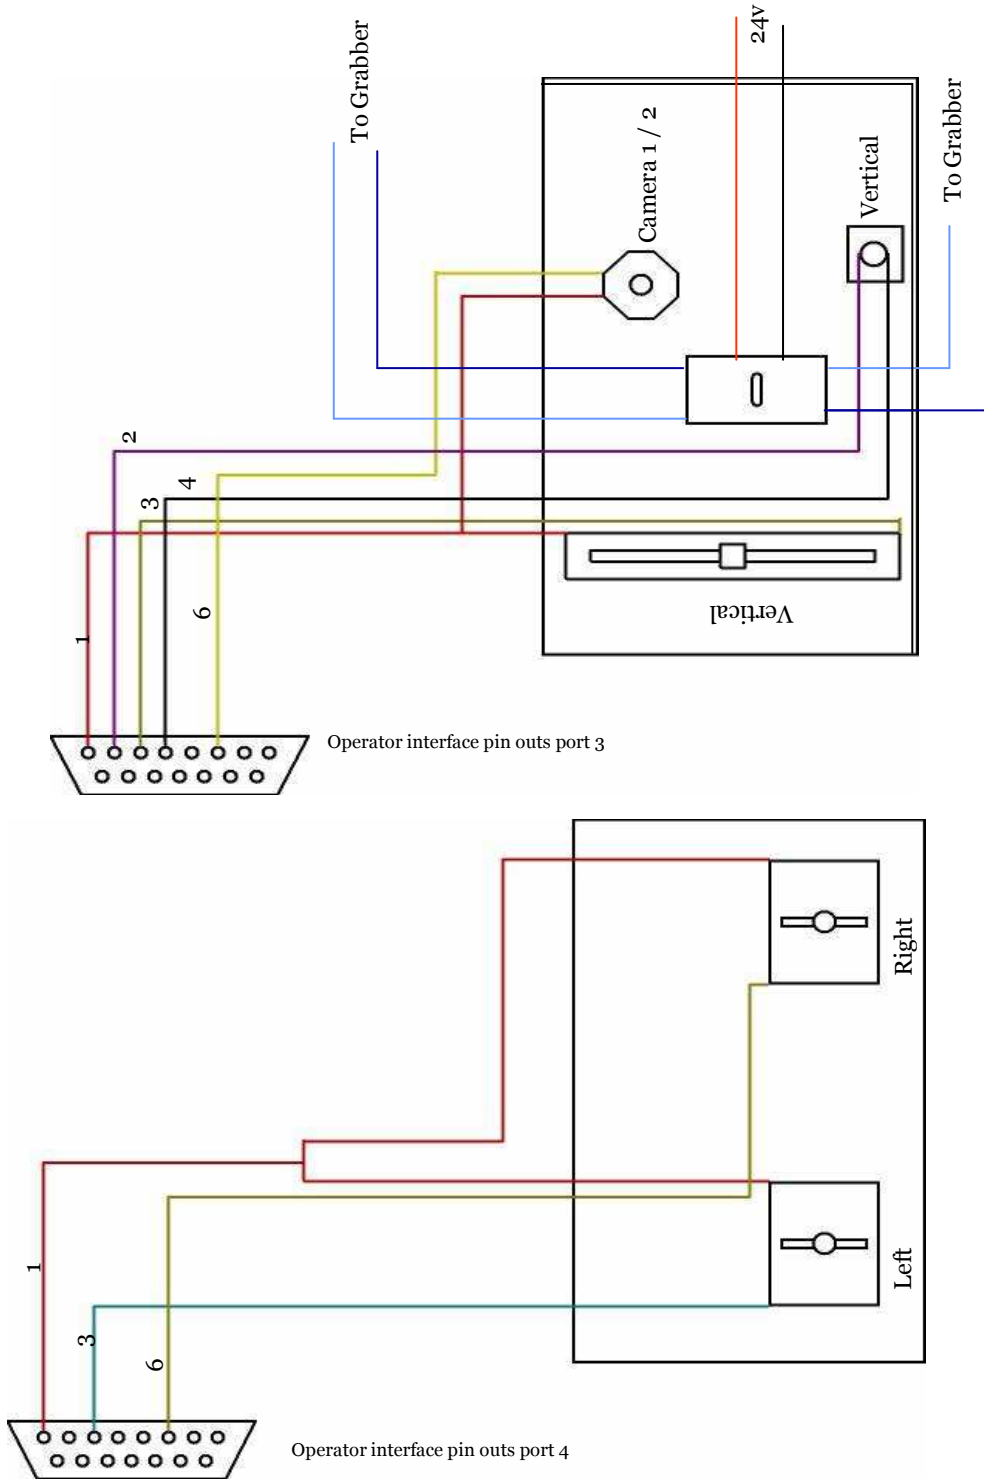 24v
To Grabber
Camera 1 / 2
Vertical
To Grabber
2
4
3
6
1
Vertical
Operator interface pin outs port 3
Right
Left
1
3
6
Operator interface pin outs port 4